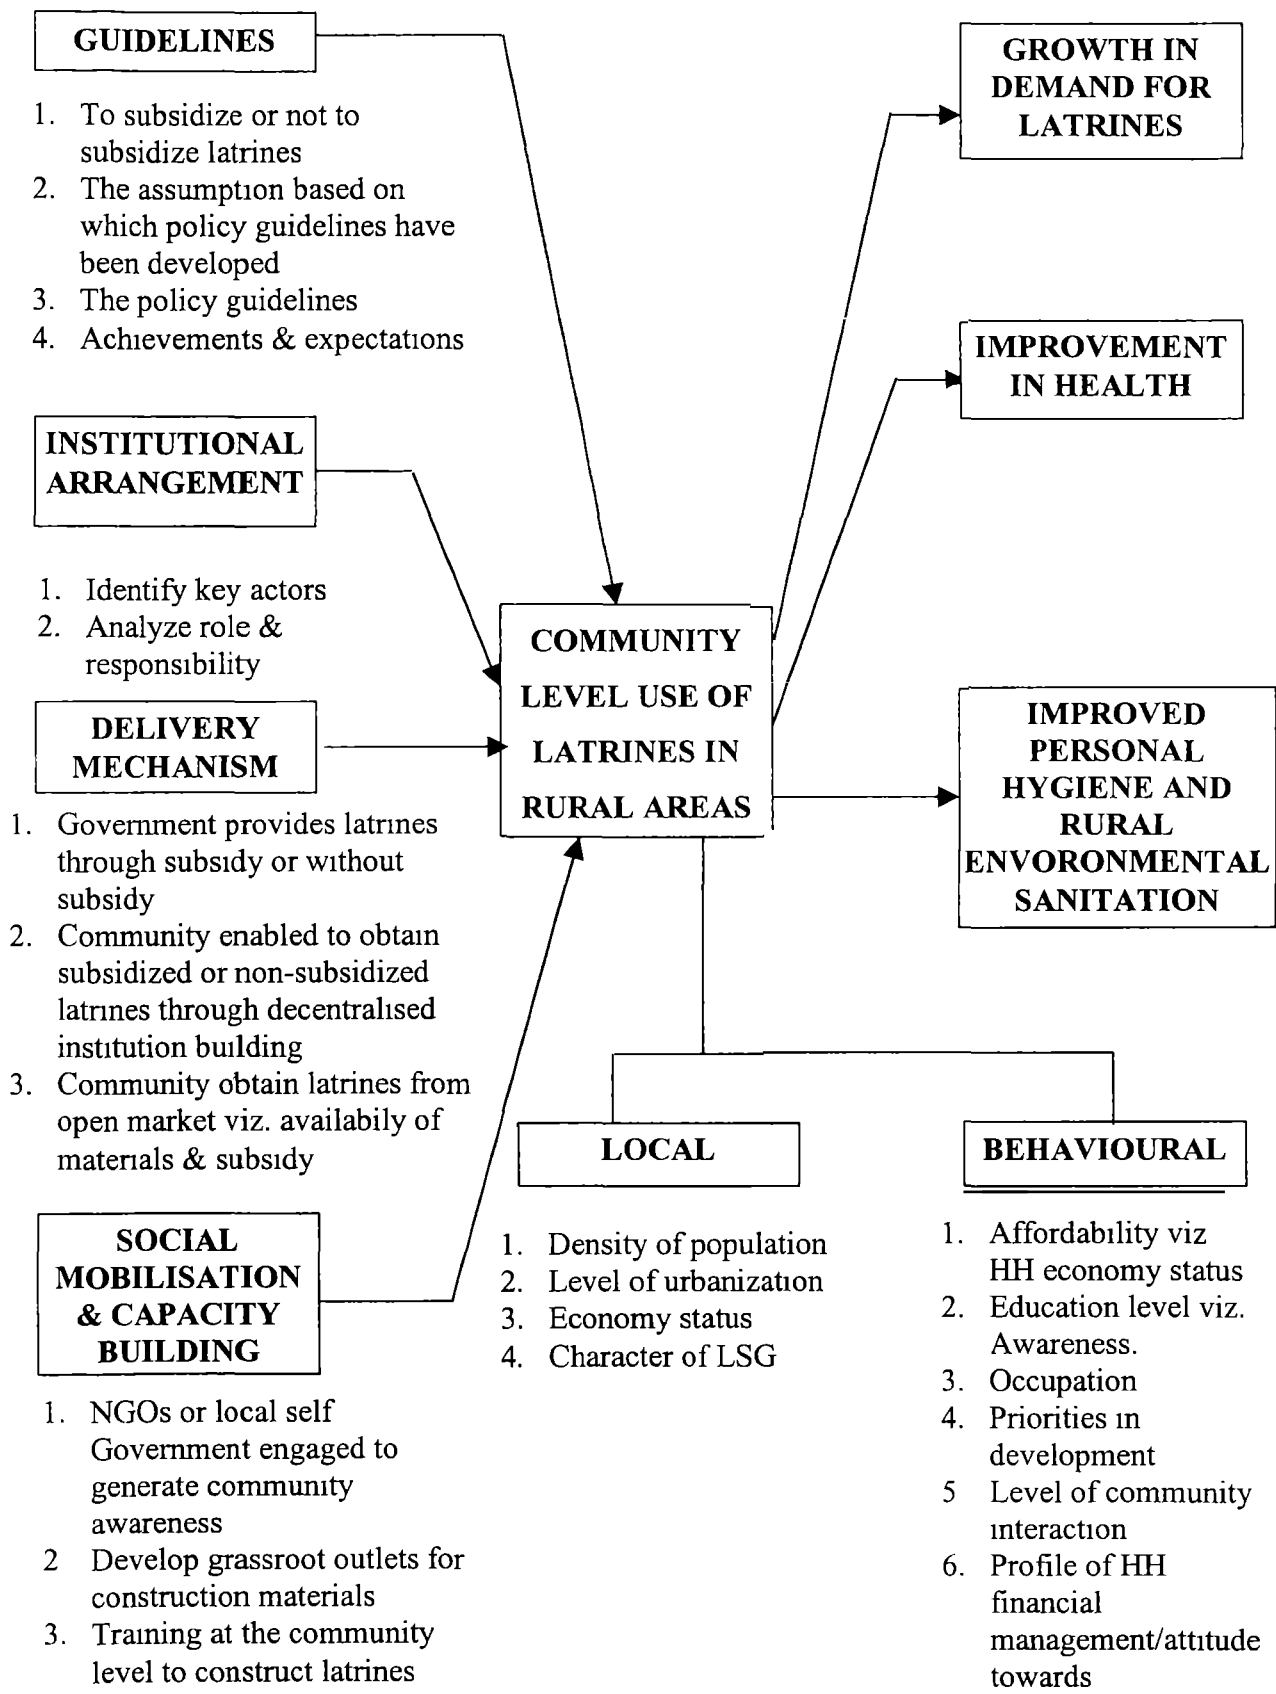 GUIDELINES
1. To subsidize or not to
subsidize latrines
2. The assumption based on
which policy guidelines have
been developed
3. The policy guidelines
4. Achievements & expectations
INSTITUTIONAL
ARRANGEMENT
1. Identify key actors
2. Analyze role &
responsibility
DELIVERY
MECHANISM
1. Government provides latrines
through subsidy or without
subsidy
2. Community enabled to obtain
subsidized or non-subsidized
latrines through decentralised
institution building
3. Community obtain latrines from
open market viz. availabily of
materials & subsidy
SOCIAL
MOBILISATION
& CAPACITY
BUILDING
1. NGOs or local self
Government engaged to
generate community
awareness
2 Develop grassroot outlets for
construction materials
3. Training at the community
level to construct latrines
COMMUNITY
LEVEL USE OF
LATRINES IN
RURAL AREAS
GROWTH IN
DEMAND FOR
LATRINES
IMPROVEMENT
IN HEALTH
IMPROVED
PERSONAL
HYGIENE AND
RURAL
ENVORONMENTAL
SANITATION
LOCAL
1. Density of population
2. Level of urbanization
3. Economy status
4. Character of LSG
BEHAVIOURAL
1. Affordability viz
HH economy status
2. Education level viz.
Awareness.
3. Occupation
4. Priorities in
development
5 Level of community
interaction
6. Profile of HH
financial
management/attitude
towards